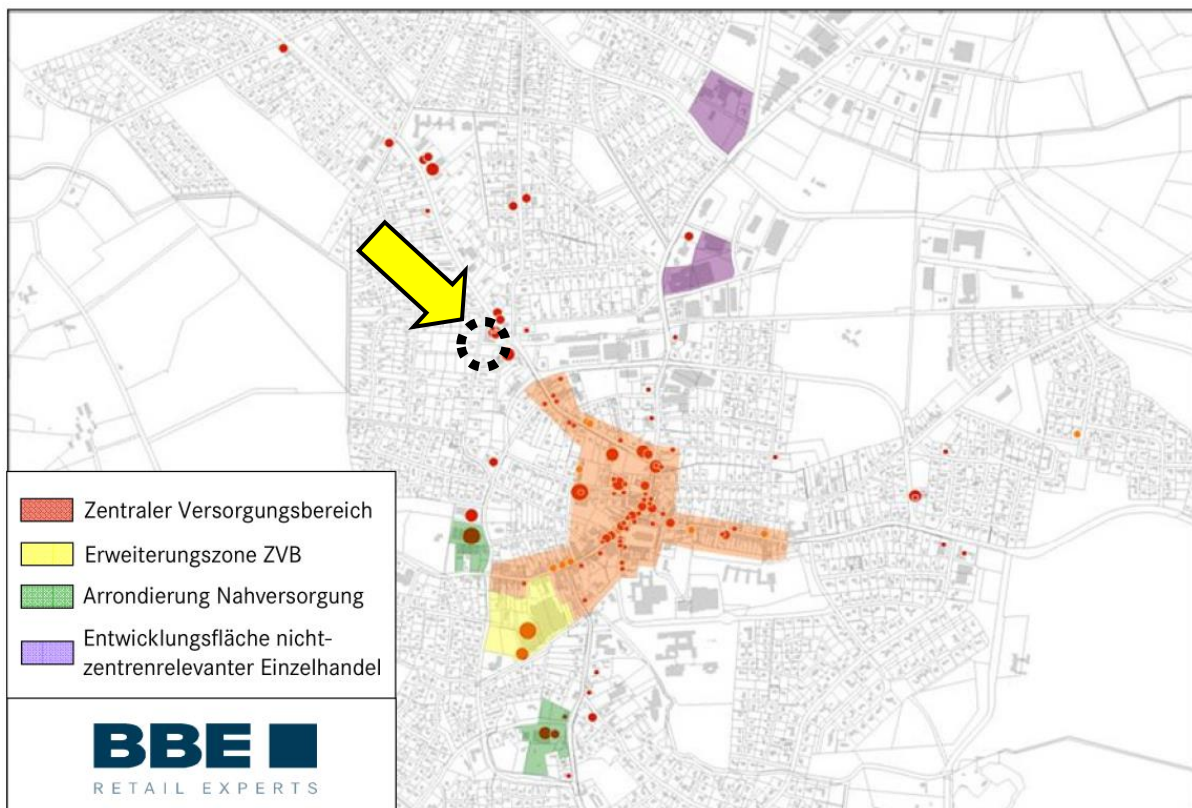 Zentraler Versorgungsbereich
Erweiterungszone ZVB
Arrondierung Nahversorgung
Entwicklungsfläche nicht-
zentrenrelevanter Einzelhandel
BBE
RETAIL EXPERTS